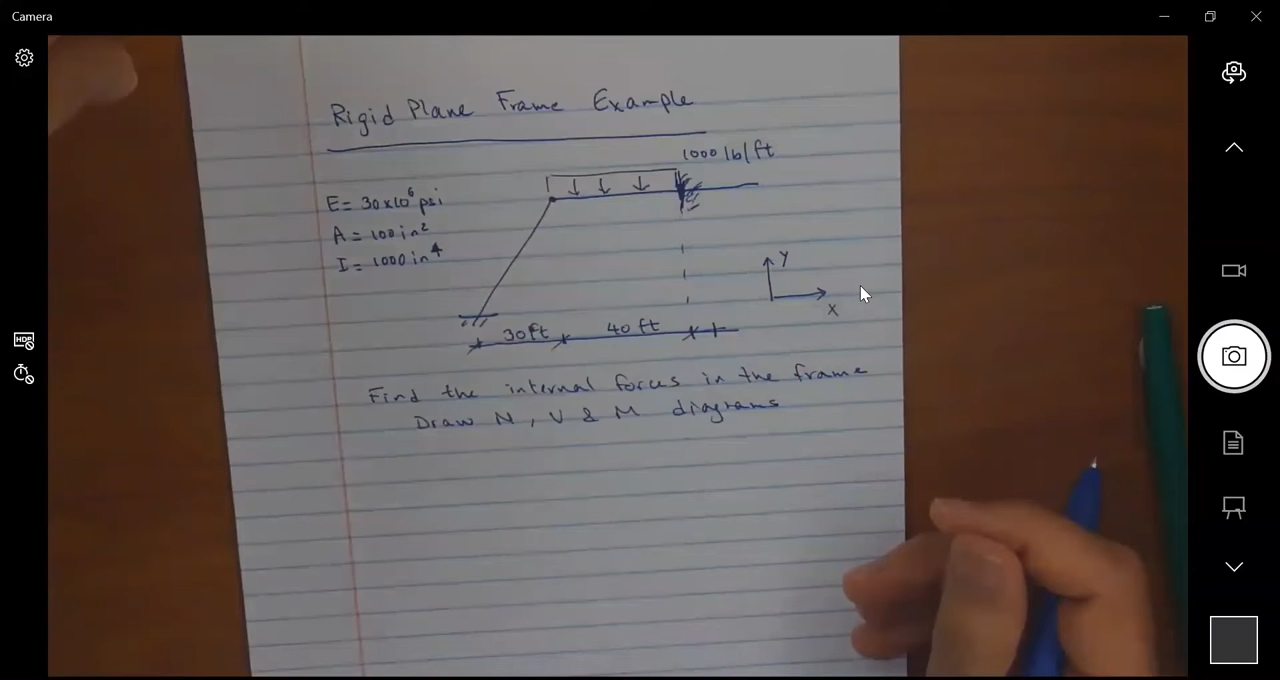 Camera
Rigid Plane Frame Example
1000 lb/ft
E = 30x10⁶ psi
A = 100 in²
I = 1000 in⁴
Y
X
30ft 40 ft
Find the internal forces in the frame
Draw N, V & M diagrams